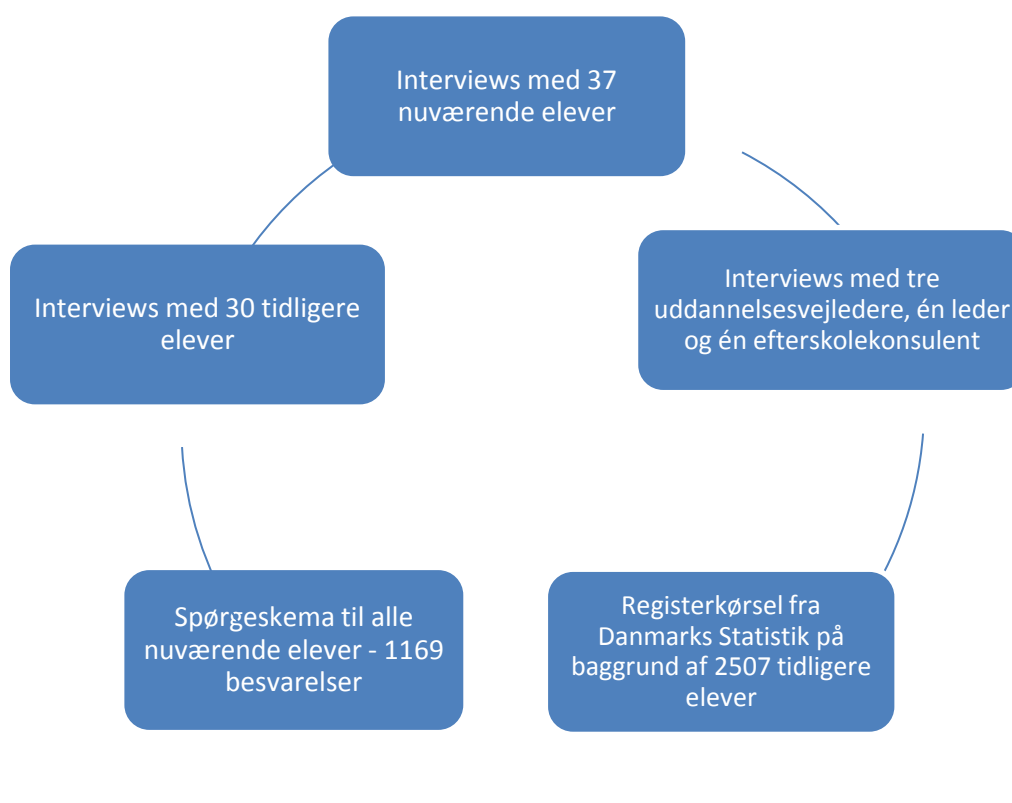 Interviews med 37
nuværende elever
Interviews med tre
uddannelsesvejledere, én leder
og én efterskolekonsulent
Interviews med 30 tidligere
elever
Spørgeskema til alle
nuværende elever - 1169
besvarelser
Registerkørsel fra
Danmarks Statistik på
baggrund af 2507 tidligere
elever